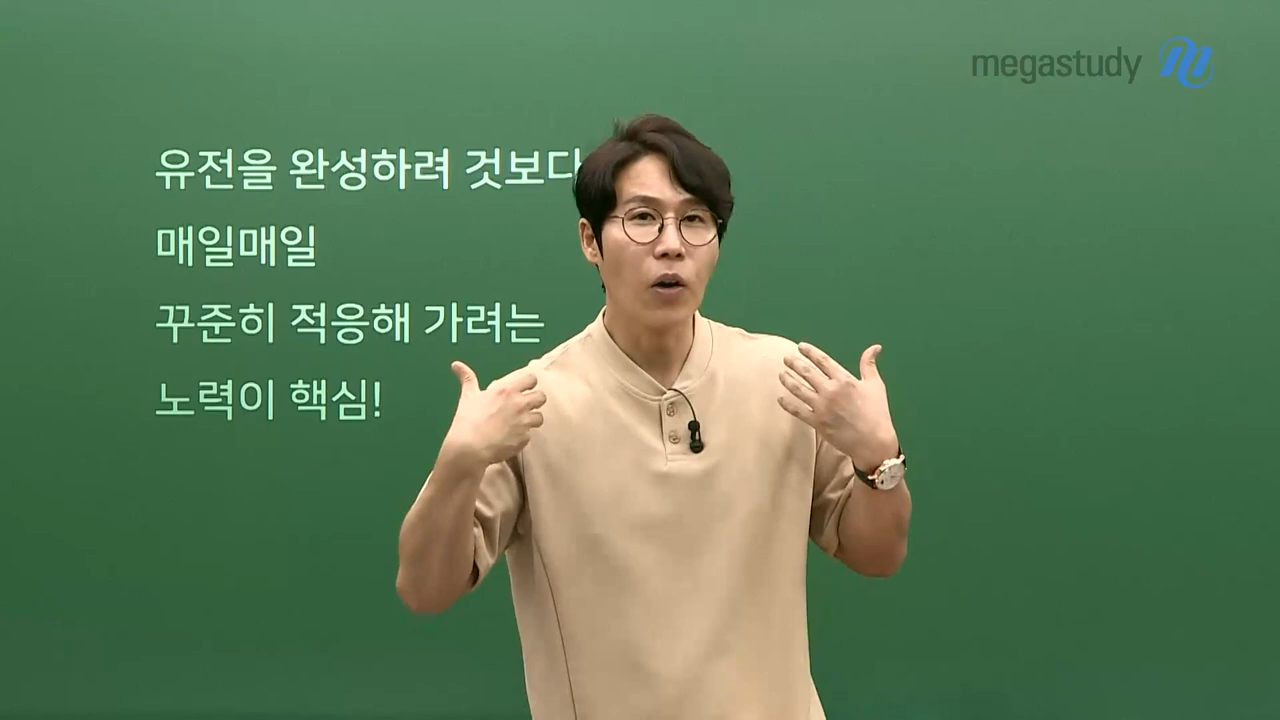 megastudy
유전을 완성하려 것보다
매일매일
꾸준히 적응해 가려는
노력이 핵심!